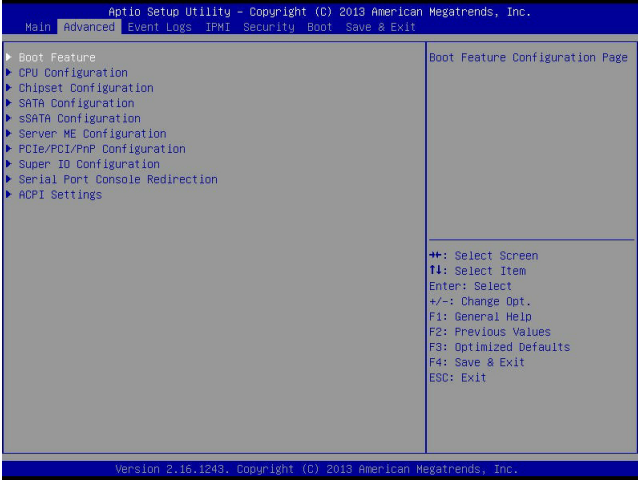 Aptio Setup Utility – Copyright (C) 2013 American Megatrends, Inc.
Main Advanced Event Logs IPMI Security Boot Save & Exit
▶ Boot Feature
▶ CPU Configuration
▶ Chipset Configuration
▶ SATA Configuration
▶ sSATA Configuration
▶ Server ME Configuration
▶ PCIe/PCI/PnP Configuration
▶ Super IO Configuration
▶ Serial Port Console Redirection
▶ ACPI Settings
Boot Feature Configuration Page
→←: Select Screen
↑↓: Select Item
Enter: Select
+/-: Change Opt.
F1: General Help
F2: Previous Values
F3: Optimized Defaults
F4: Save & Exit
ESC: Exit
Version 2.16.1243. Copyright (C) 2013 American Megatrends, Inc.